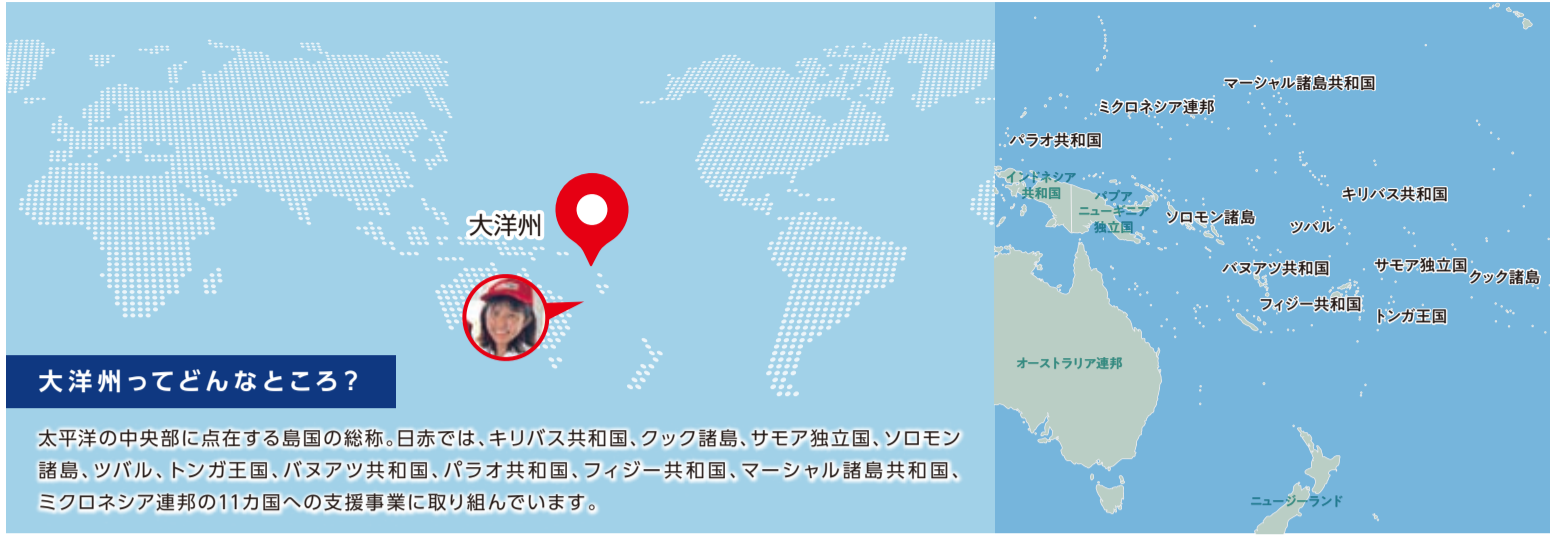 大洋州
大洋州ってどんなところ？
太平洋の中央部に点在する島国の総称。日赤では、キリバス共和国、クック諸島、サモア独立国、ソロモン
諸島、ツバル、トンガ王国、バヌアツ共和国、パラオ共和国、フィジー共和国、マーシャル諸島共和国、
ミクロネシア連邦の11カ国への支援事業に取り組んでいます。
マーシャル諸島共和国
ミクロネシア連邦
パラオ共和国
インドネシア
共和国
パプア
ニューギニア
独立国
キリバス共和国
ソロモン諸島
ツバル
バヌアツ共和国
サモア独立国
クック諸島
フィジー共和国
トンガ王国
オーストラリア連邦
ニュージーランド